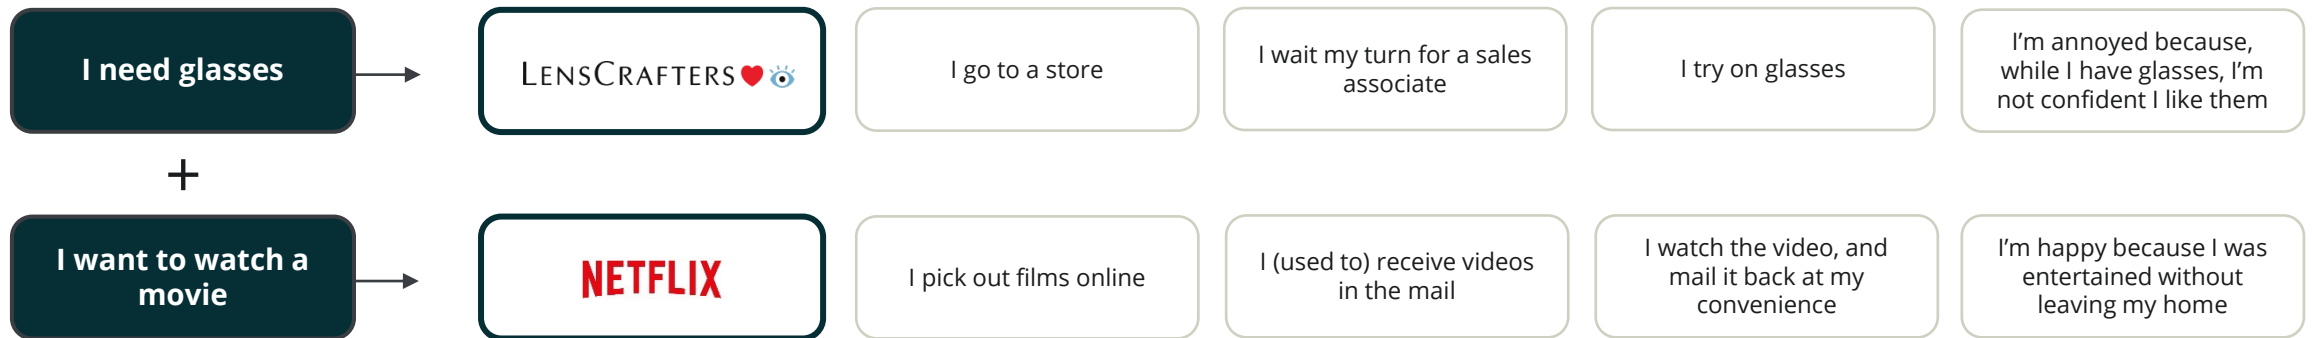 I need glasses
LENSCRAFTERS
I go to a store
I wait my turn for a sales
associate
I try on glasses
I’m annoyed because,
while I have glasses, I’m
not confident I like them
+
I want to watch a
movie
NETFLIX
I pick out films online
I (used to) receive videos
in the mail
I watch the video, and
mail it back at my
convenience
I’m happy because I was
entertained without
leaving my home